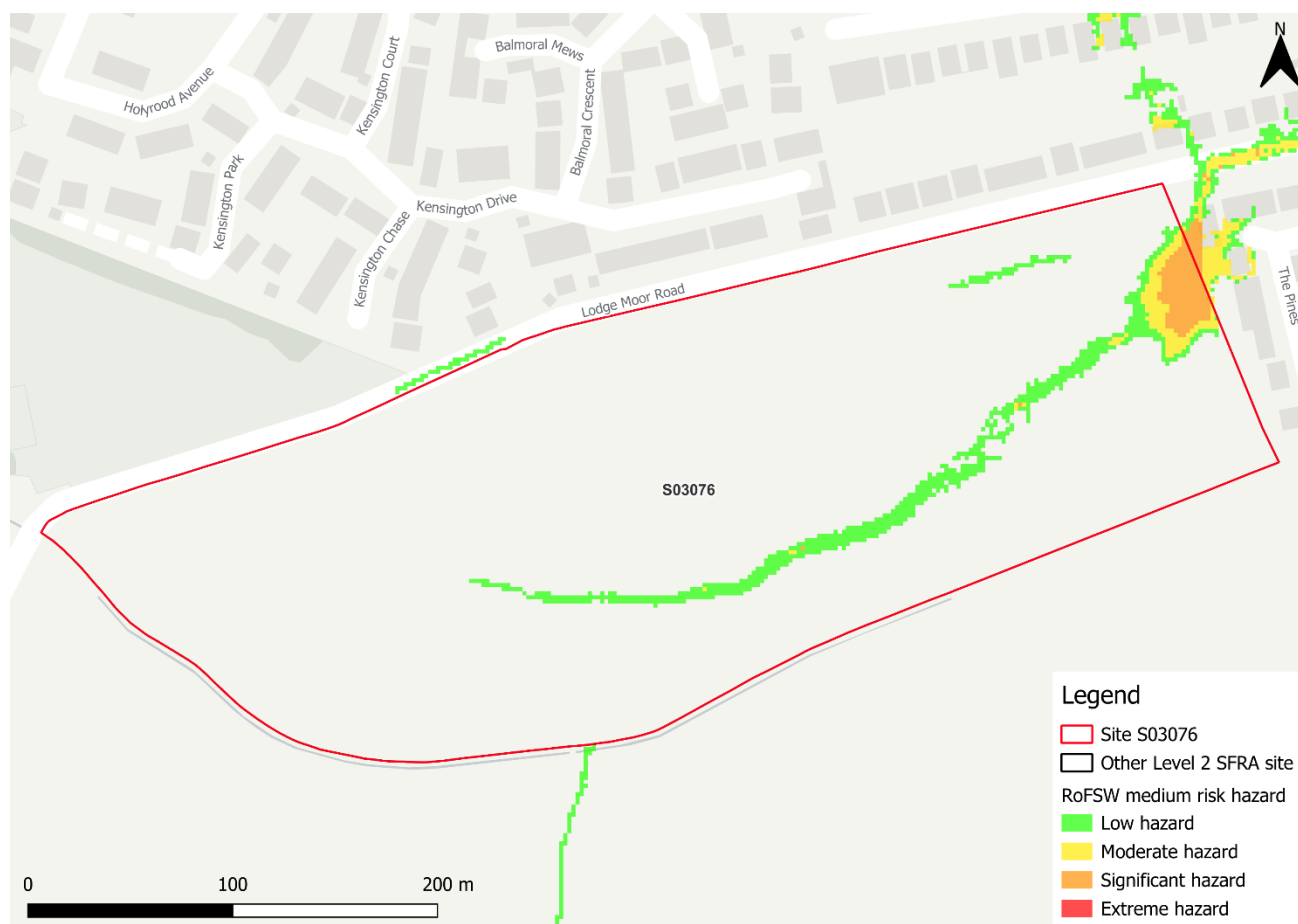 Balmoral Mews
N
Holyrood Avenue
Kensington Court
Balmoral Crescent
Kensington Park
Kensington Drive
Kensington Chase
Lodge Moor Road
The Pines
S03076
Legend
Site S03076
Other Level 2 SFRA site
RoFSW medium risk hazard
Low hazard
Moderate hazard
Significant hazard
Extreme hazard
0 100 200 m